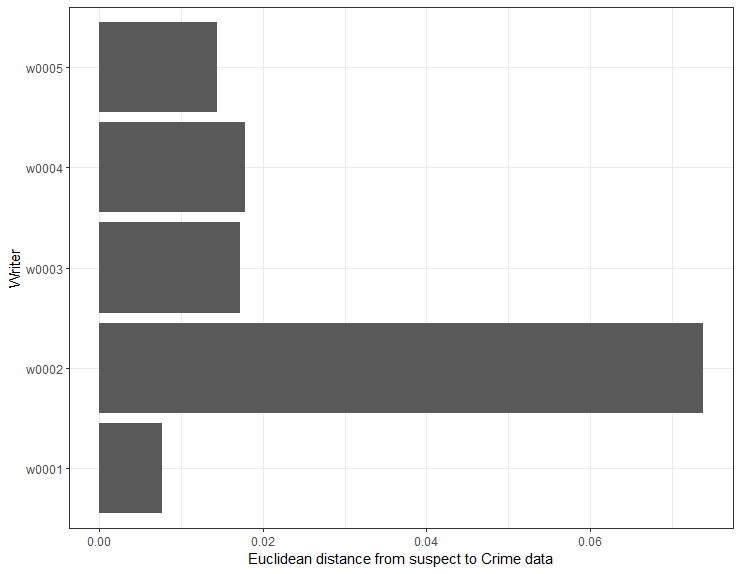 w0005
w0004
w0003
w0002
w0001
Writer
0.00 0.02 0.04 0.06
Euclidean distance from suspect to Crime data